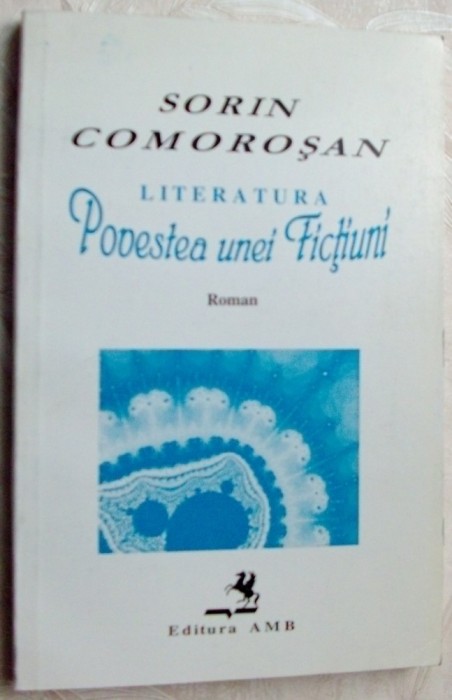 SORIN
COMOROŞAN
LITERATURA
Povestea unei Ficţiuni
Roman
Editura AMB